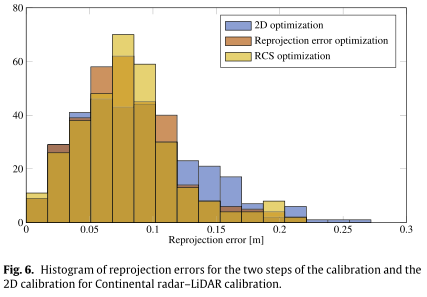 80
60
40
20
0
2D optimization
Reprojection error optimization
RCS optimization
0 0.05 0.1 0.15 0.2 0.25 0.3
Reprojection error [m]
Fig. 6. Histogram of reprojection errors for the two steps of the calibration and the
2D calibration for Continental radar–LiDAR calibration.